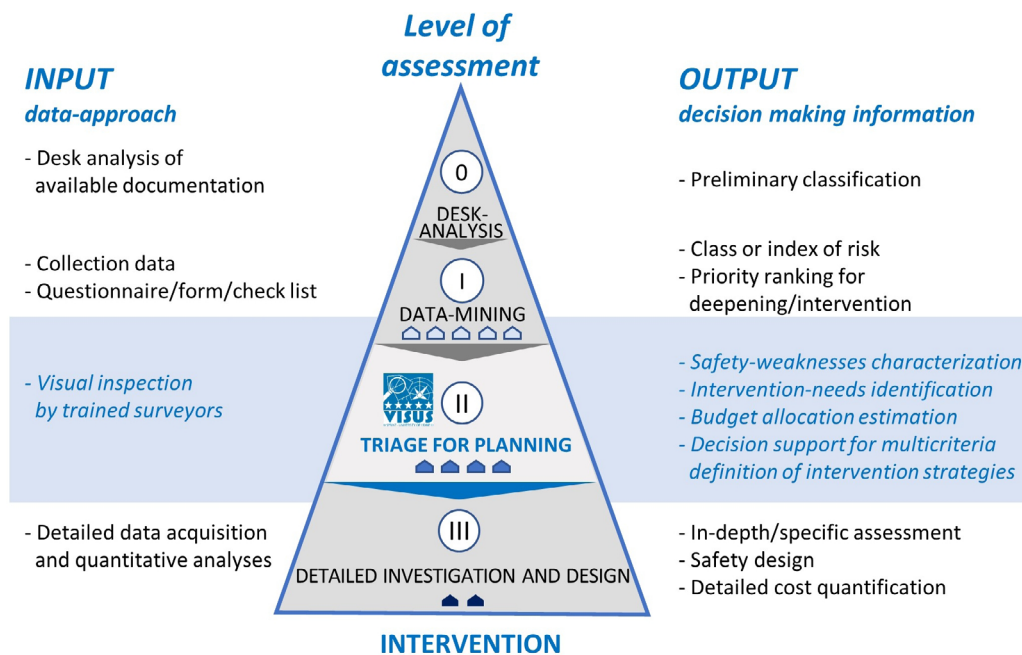 Level of
assessment
INPUT
data-approach
- Desk analysis of
available documentation
- Collection data
- Questionnaire/form/check list
- Visual inspection
by trained surveyors
- Detailed data acquisition
and quantitative analyses
0
DESK-
ANALYSIS
I
DATA-MINING
VISUS
II
TRIAGE FOR PLANNING
III
DETAILED INVESTIGATION AND DESIGN
INTERVENTION
OUTPUT
decision making information
- Preliminary classification
- Class or index of risk
- Priority ranking for
deepening/intervention
- Safety-weaknesses characterization
- Intervention-needs identification
- Budget allocation estimation
- Decision support for multicriteria
definition of intervention strategies
- In-depth/specific assessment
- Safety design
- Detailed cost quantification